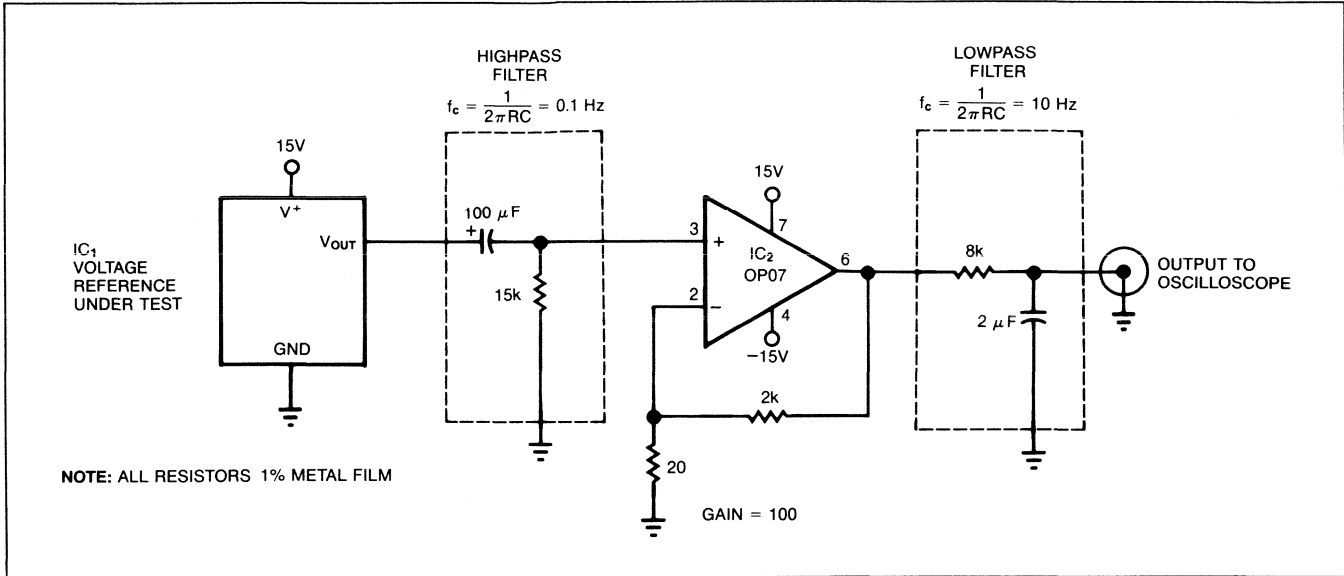 HIGHPASS
FILTER
f_c = 1/(2πRC) = 0.1 Hz
LOWPASS
FILTER
f_c = 1/(2πRC) = 10 Hz
15V
V+
VOUT
GND
IC1
VOLTAGE
REFERENCE
UNDER TEST
+
100 µF
15k
15V
7
3
+
IC2
OP07
6
2
−
4
−15V
2k
20
GAIN = 100
8k
2 µF
OUTPUT TO
OSCILLOSCOPE
NOTE: ALL RESISTORS 1% METAL FILM